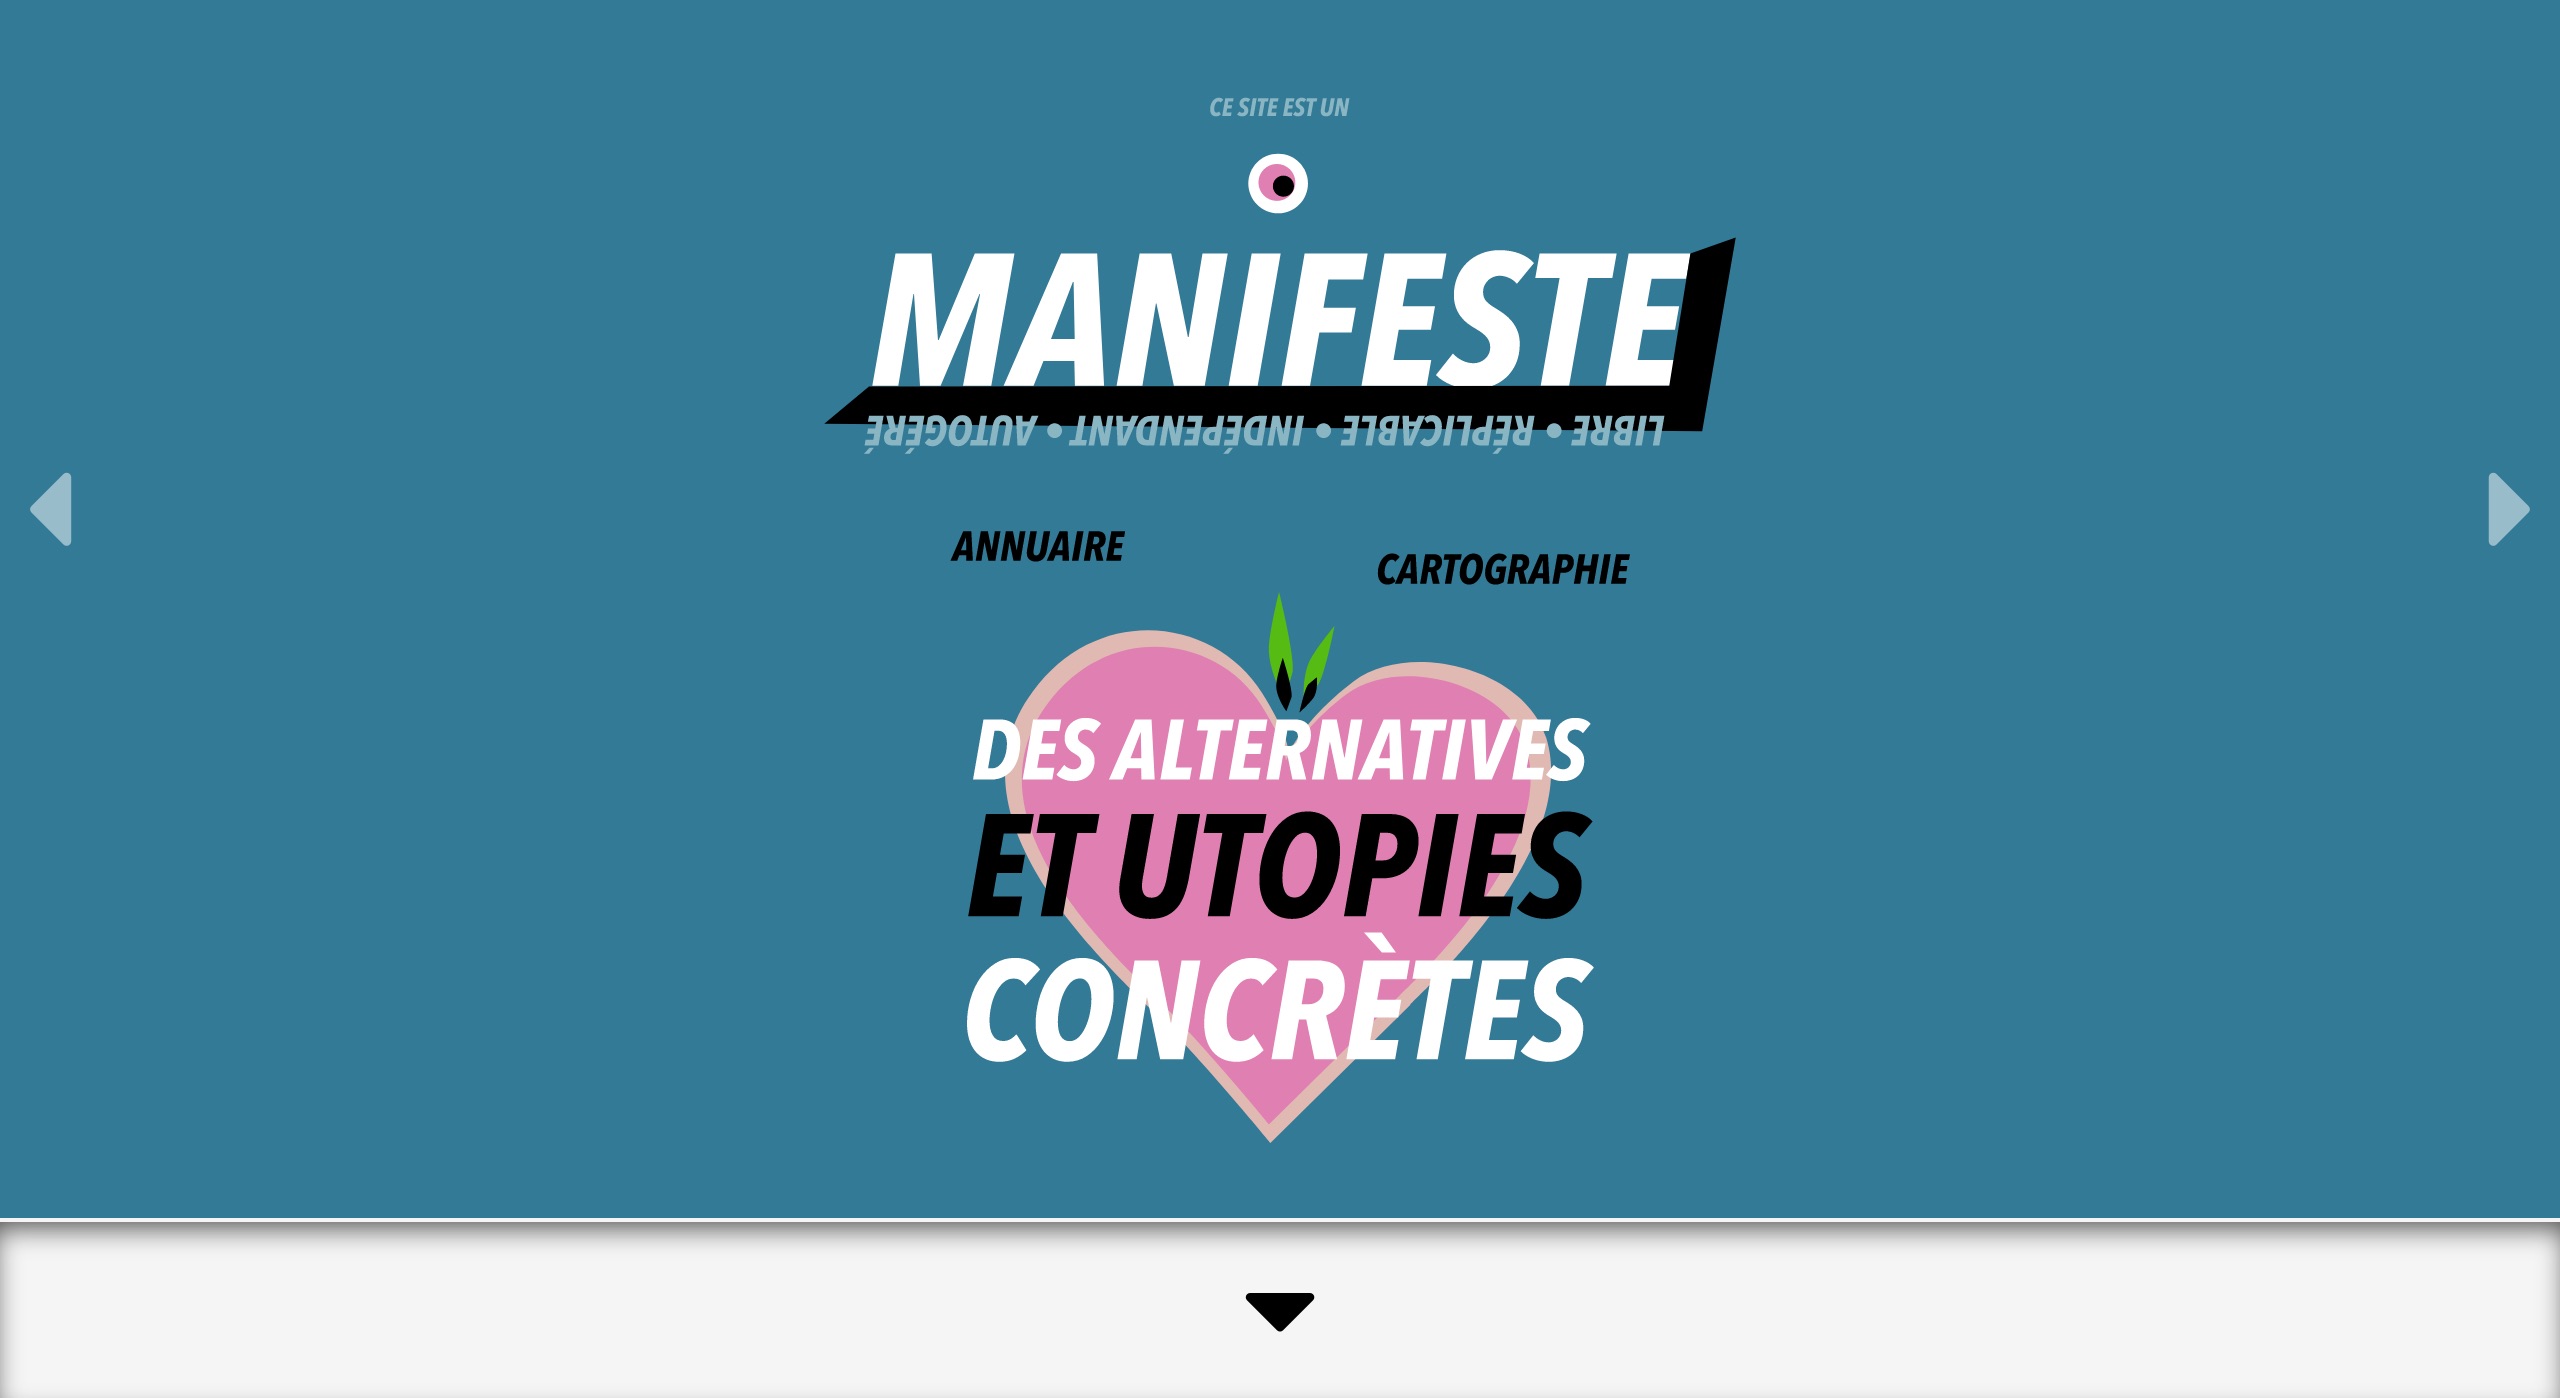 CE SITE EST UN
MANIFESTE
LIBRE • RÉPLICABLE • INDÉPENDANT • AUTOGÉRÉ
ANNUAIRE
CARTOGRAPHIE
DES ALTERNATIVES
ET UTOPIES
CONCRÈTES